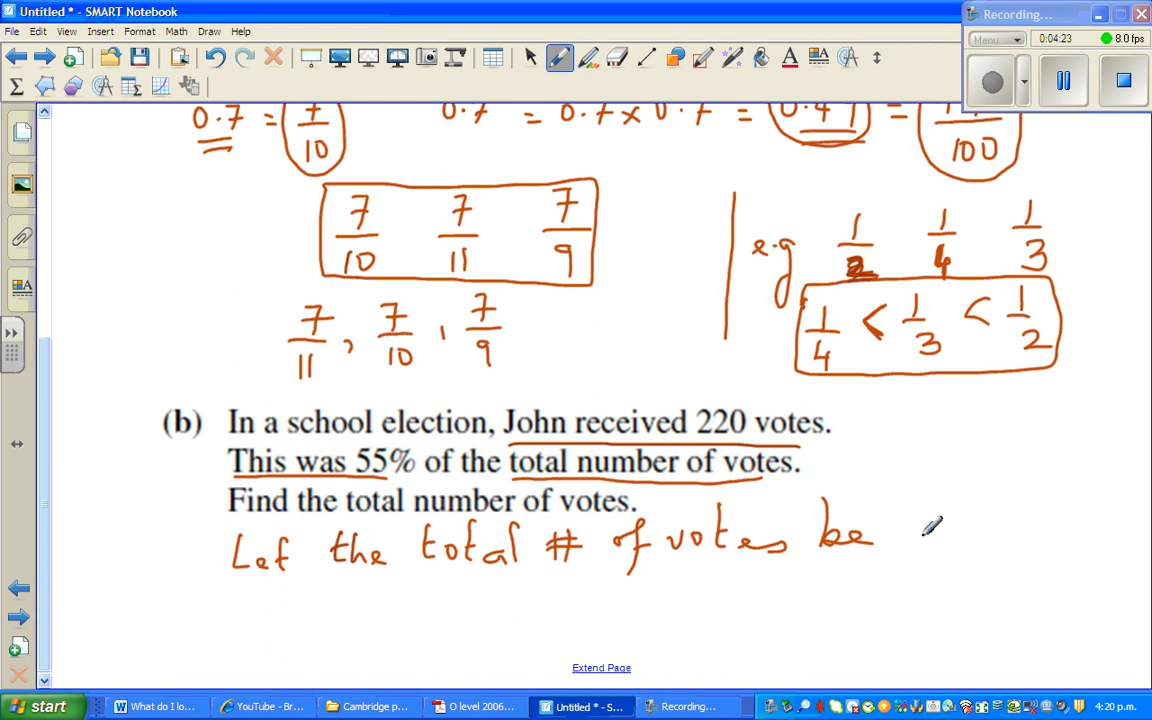 Untitled * - SMART Notebook
Recording...
File Edit View Insert Format Math Draw Help
Menu 0:04:23 8.0 fps
0.7 = 7/10 0.7 = 0.7 x 0.7 = =
100
7/10 7/11 7/9
e.g 1/2 1/4 1/3
7/11 , 7/10 , 7/9
1/4 < 1/3 < 1/2
(b) In a school election, John received 220 votes.
This was 55% of the total number of votes.
Find the total number of votes.
Let the total # of votes be
Extend Page
start What do I lo... YouTube - Br... Cambridge p... O level 2006... Untitled * - S... Recording... 4:20 p.m.